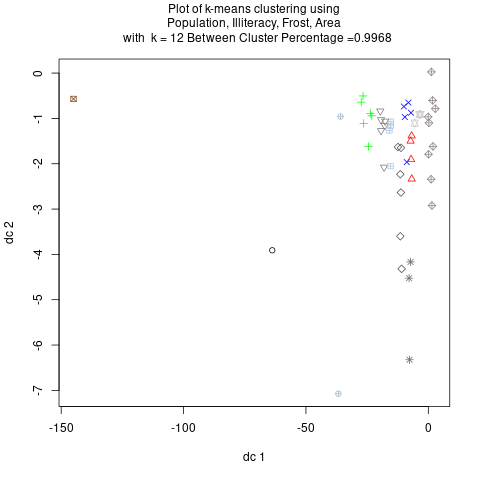 Plot of k-means clustering using
Population, Illiteracy, Frost, Area
with k = 12 Between Cluster Percentage =0.9968
0
-1
-2
-3
-4
-5
-6
-7
dc 2
-150
-100
-50
0
dc 1